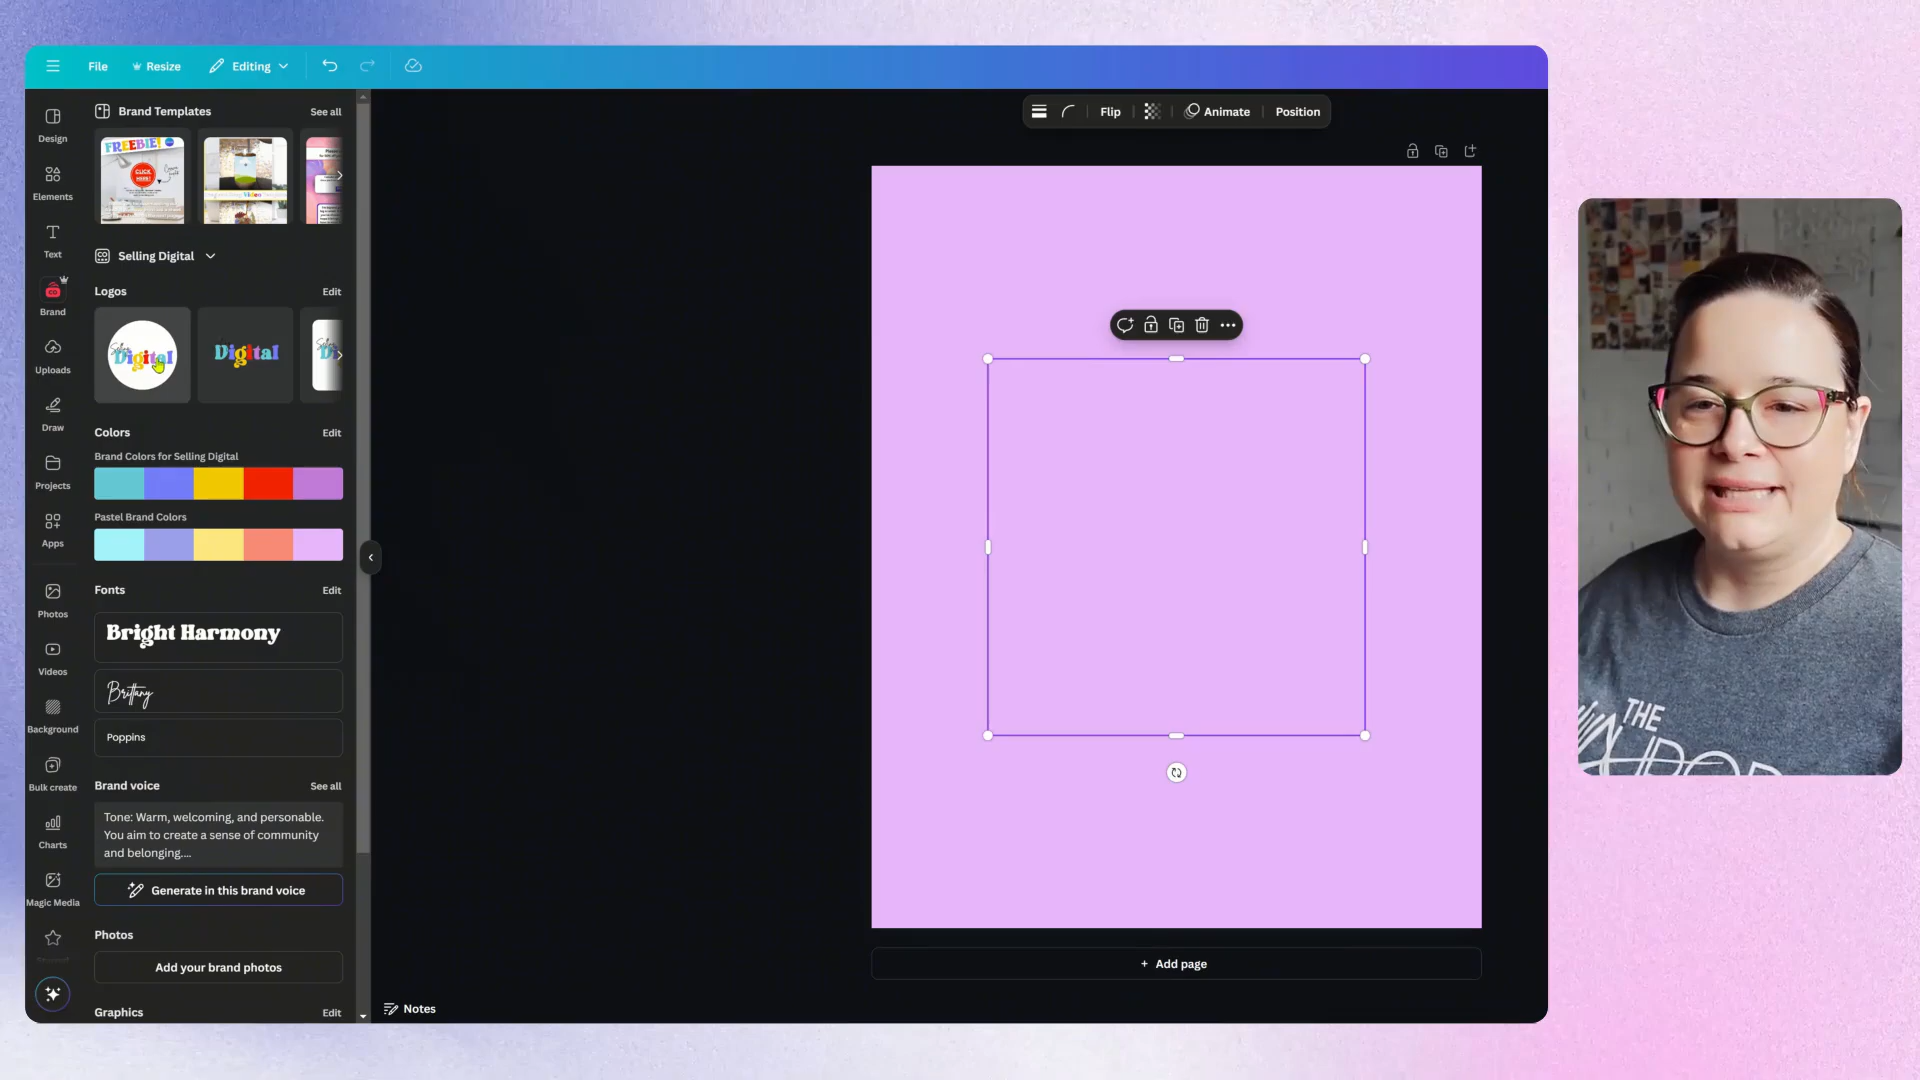 File
Resize
Editing
Flip
Animate
Position
Design
Elements
Text
Brand
Uploads
Draw
Projects
Apps
Photos
Videos
Background
Bulk create
Charts
Magic Media
Brand Templates
See all
FREEBIE!
CLICK
HERE!
Selling Digital
Logos
Edit
Digital
Digital
Colors
Edit
Brand Colors for Selling Digital
Pastel Brand Colors
Fonts
Edit
Bright Harmony
Brittany
Poppins
Brand voice
See all
Tone: Warm, welcoming, and personable.
You aim to create a sense of community
and belonging....
Generate in this brand voice
Photos
Add your brand photos
Graphics
Edit
+ Add page
Notes
THE